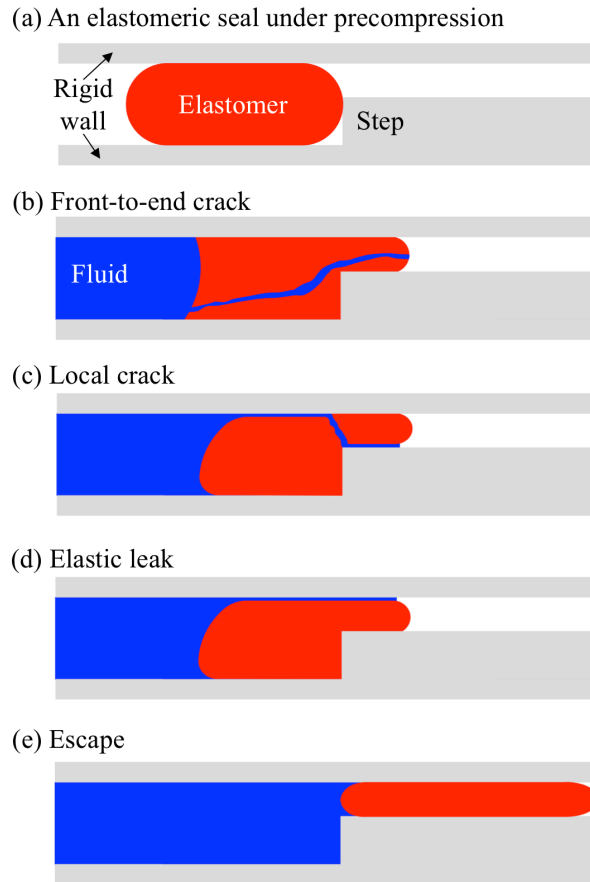 (a) An elastomeric seal under precompression
Rigid
wall
Elastomer
Step
(b) Front-to-end crack
Fluid
(c) Local crack
(d) Elastic leak
(e) Escape